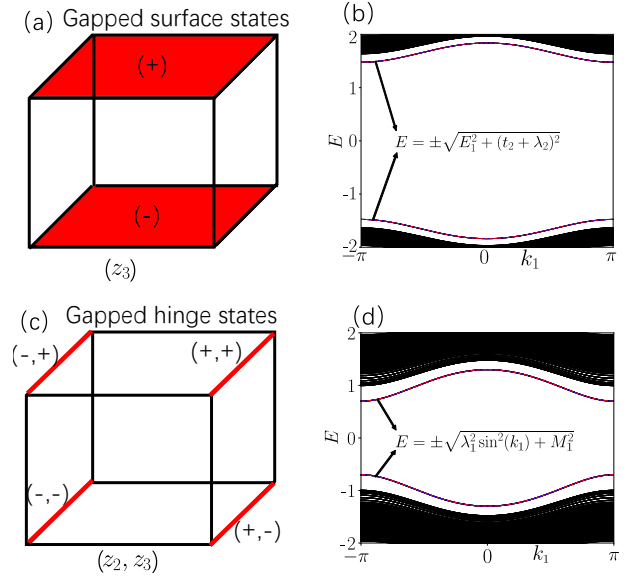 (a) Gapped surface states
(+)
(-)
(z₃)
(b)
2
1
0
−1
−2
E
E = ±√(E₁² + (t₂ + λ₂)²)
−π
0
k₁
π
(c) Gapped hinge states
(-,+)
(+,+)
(-,-)
(+,-)
(z₂, z₃)
(d)
2
1
0
−1
−2
E
E = ±√(λ₁² sin²(k₁) + M₁²)
−π
0
k₁
π